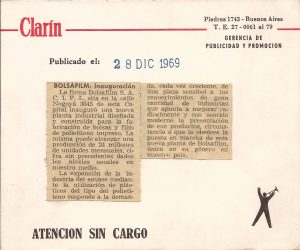 Clarín
Piedras 1743 - Buenos Aires
T. E. 27 - 0061 al 79
GERENCIA DE
PUBLICIDAD Y PROMOCION
Publicado el: 28 DIC 1969
BOLSAFILM: Inauguración
La firma Bolsafilm S. A.
C. I. F. I., sita en la calle
Nogoyá 3645 de esta Ca-
pital inauguró una nueva
planta industrial diseñada
y construida para la fa-
bricación de bolsas y film
de polietileno impreso. La
misma puede alcanzar una
producción de 24 millones
de unidades mensuales, ci-
fra sin precedentes dados
los niveles usuales en
nuestro medio.
La expansión de la in-
dustria del envase median-
te la utilización de plás-
ticos del tipo del polieti-
leno responde a la deman-
da, cada vez creciente, de
una plaza sensible a los
requerimientos de gran
cantidad de industrias
que apunta a mejorar ra-
dicalmente y con sentido
moderno la presentación
de sus productos, circuns-
tancia a la que obedece la
puesta en marcha de esta
nueva planta de Bolsafilm,
única en su género en
nuestro país.
ATENCION SIN CARGO